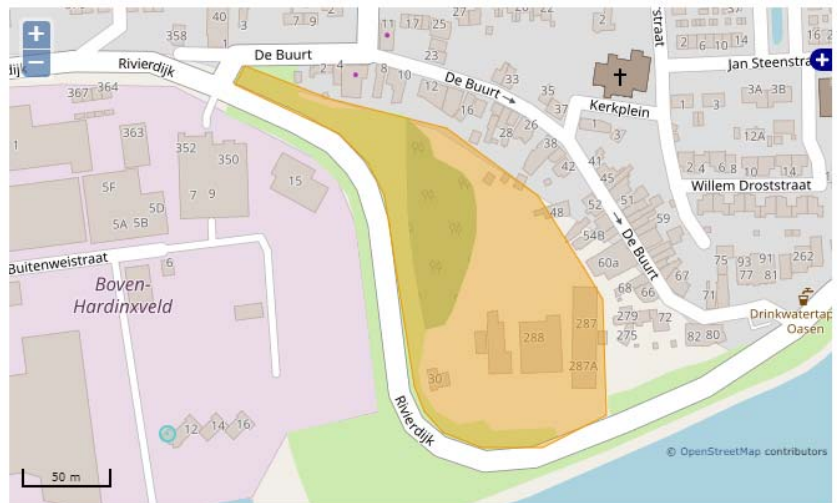 40
3
1
358
7 9
11
17
25
27
23
2
6 10
14
16
2
+
−
dijk
Rivierdijk
De Buurt
2
4
8
10
12
16
De Buurt →
33
35
37
28
26
38
42
Kerkplein
1
37
1
3
Jan Steenstra
3A 3B
12A
367
364
363
352
350
7 9
15
5F
5D
5A 5B
1
41
45
48
52
51
54B
59
60a
De Buurt
2 4 6 8 10
14
Willem Droststraat
Buitenweistraat
6
Boven-
Hardinxveld
68
66
67
75
93
91
77
81
262
71
279
275
72
82 80
Drinkwatertap
Oasen
287
288
287A
30
Rivierdijk
12
14
16
50 m
© OpenStreetMap contributors